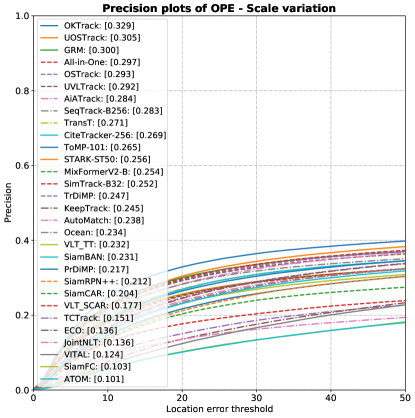 Precision plots of OPE - Scale variation
1.0
0.8
0.6
0.4
0.2
0.0
Precision
OKTrack: [0.329]
UOSTrack: [0.305]
GRM: [0.300]
All-in-One: [0.297]
OSTrack: [0.293]
UVLTrack: [0.292]
AiATrack: [0.284]
SeqTrack-B256: [0.283]
TransT: [0.271]
CiteTracker-256: [0.269]
ToMP-101: [0.265]
STARK-ST50: [0.256]
MixFormerV2-B: [0.254]
SimTrack-B32: [0.252]
TrDiMP: [0.247]
KeepTrack: [0.245]
AutoMatch: [0.238]
Ocean: [0.234]
VLT_TT: [0.232]
SiamBAN: [0.231]
PrDiMP: [0.217]
SiamRPN++: [0.212]
SiamCAR: [0.204]
VLT_SCAR: [0.177]
TCTrack: [0.151]
ECO: [0.136]
JointNLT: [0.136]
VITAL: [0.124]
SiamFC: [0.103]
ATOM: [0.101]
0 10 20 30 40 50
Location error threshold